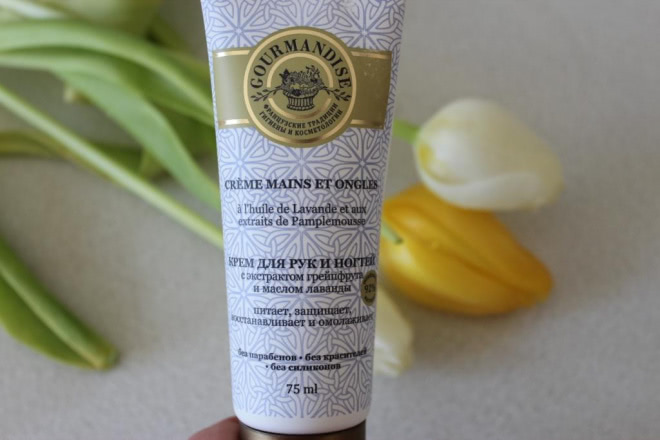 GOURMANDISE
ФРАНЦУЗСКИЕ ТРАДИЦИИ
ГИГИЕНЫ И КОСМЕТОЛОГИИ
CRÈME MAINS ET ONGLES
à l'huile de Lavande et aux
extraits de Pamplemousse
КРЕМ ДЛЯ РУК И НОГТЕЙ
с экстрактом грейпфрута
и маслом лаванды
92%
питает, защищает,
восстанавливает и омолаживает
без парабенов • без красителей
• без силиконов
75 ml